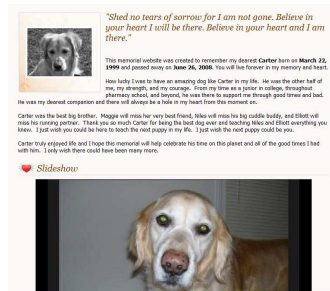 "Shed no tears of sorrow for I am not gone. Believe in
your heart I will be there. Believe in your heart and I am
there."
This memorial website was created to remember my dearest Carter born on March 22,
1999 and passed away on June 26, 2008. You will live forever in my memory and heart.
How lucky I was to have an amazing dog like Carter in my life. He was the other half of
me, my strength, and my courage. From my time as a junior in college, throughout
pharmacy school, and beyond, he was there to support me through good times and bad.
He was my dearest companion and there will always be a hole in my heart from this moment on.
Carter was the best big brother. Maggie will miss her very best friend, Niles will miss his big cuddle buddy, and Elliott will
miss his running partner. Thank you so much Carter for being the best dog ever and teaching Niles and Elliott everything you
knew. I just wish you could be here to teach the next puppy in my life. I just wish the next puppy could be you.
Carter truly enjoyed life and I hope this memorial will help celebrate his time on this planet and all of the good times I had
with him. I only wish there could have been many more.
Slideshow